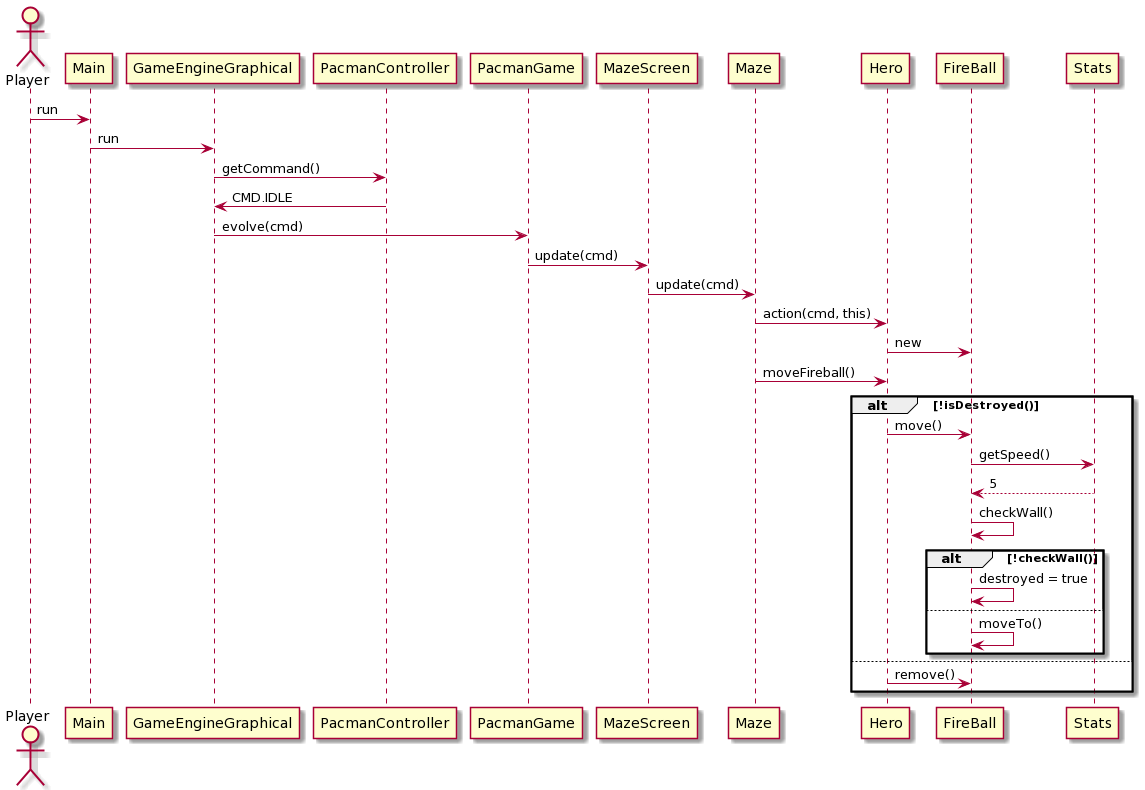 Player
Main
GameEngineGraphical
PacmanController
PacmanGame
MazeScreen
Maze
Hero
FireBall
Stats
run
run
getCommand()
CMD.IDLE
evolve(cmd)
update(cmd)
update(cmd)
action(cmd, this)
new
moveFireball()
alt [!isDestroyed()]
move()
getSpeed()
5
checkWall()
alt [!checkWall()]
destroyed = true
moveTo()
remove()
Player
Main
GameEngineGraphical
PacmanController
PacmanGame
MazeScreen
Maze
Hero
FireBall
Stats